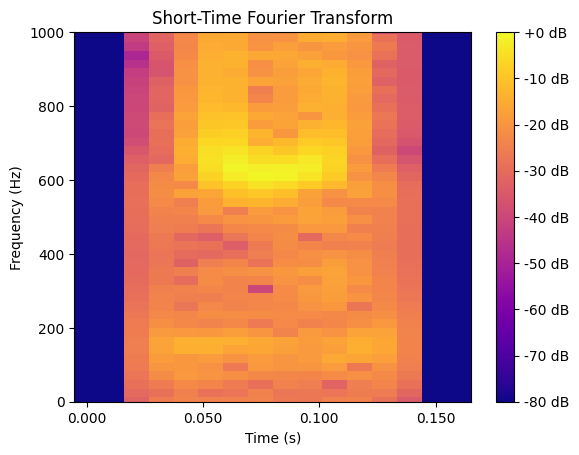 Short-Time Fourier Transform
1000
800
600
400
200
0
Frequency (Hz)
0.000
0.050
0.100
0.150
Time (s)
+0 dB
-10 dB
-20 dB
-30 dB
-40 dB
-50 dB
-60 dB
-70 dB
-80 dB